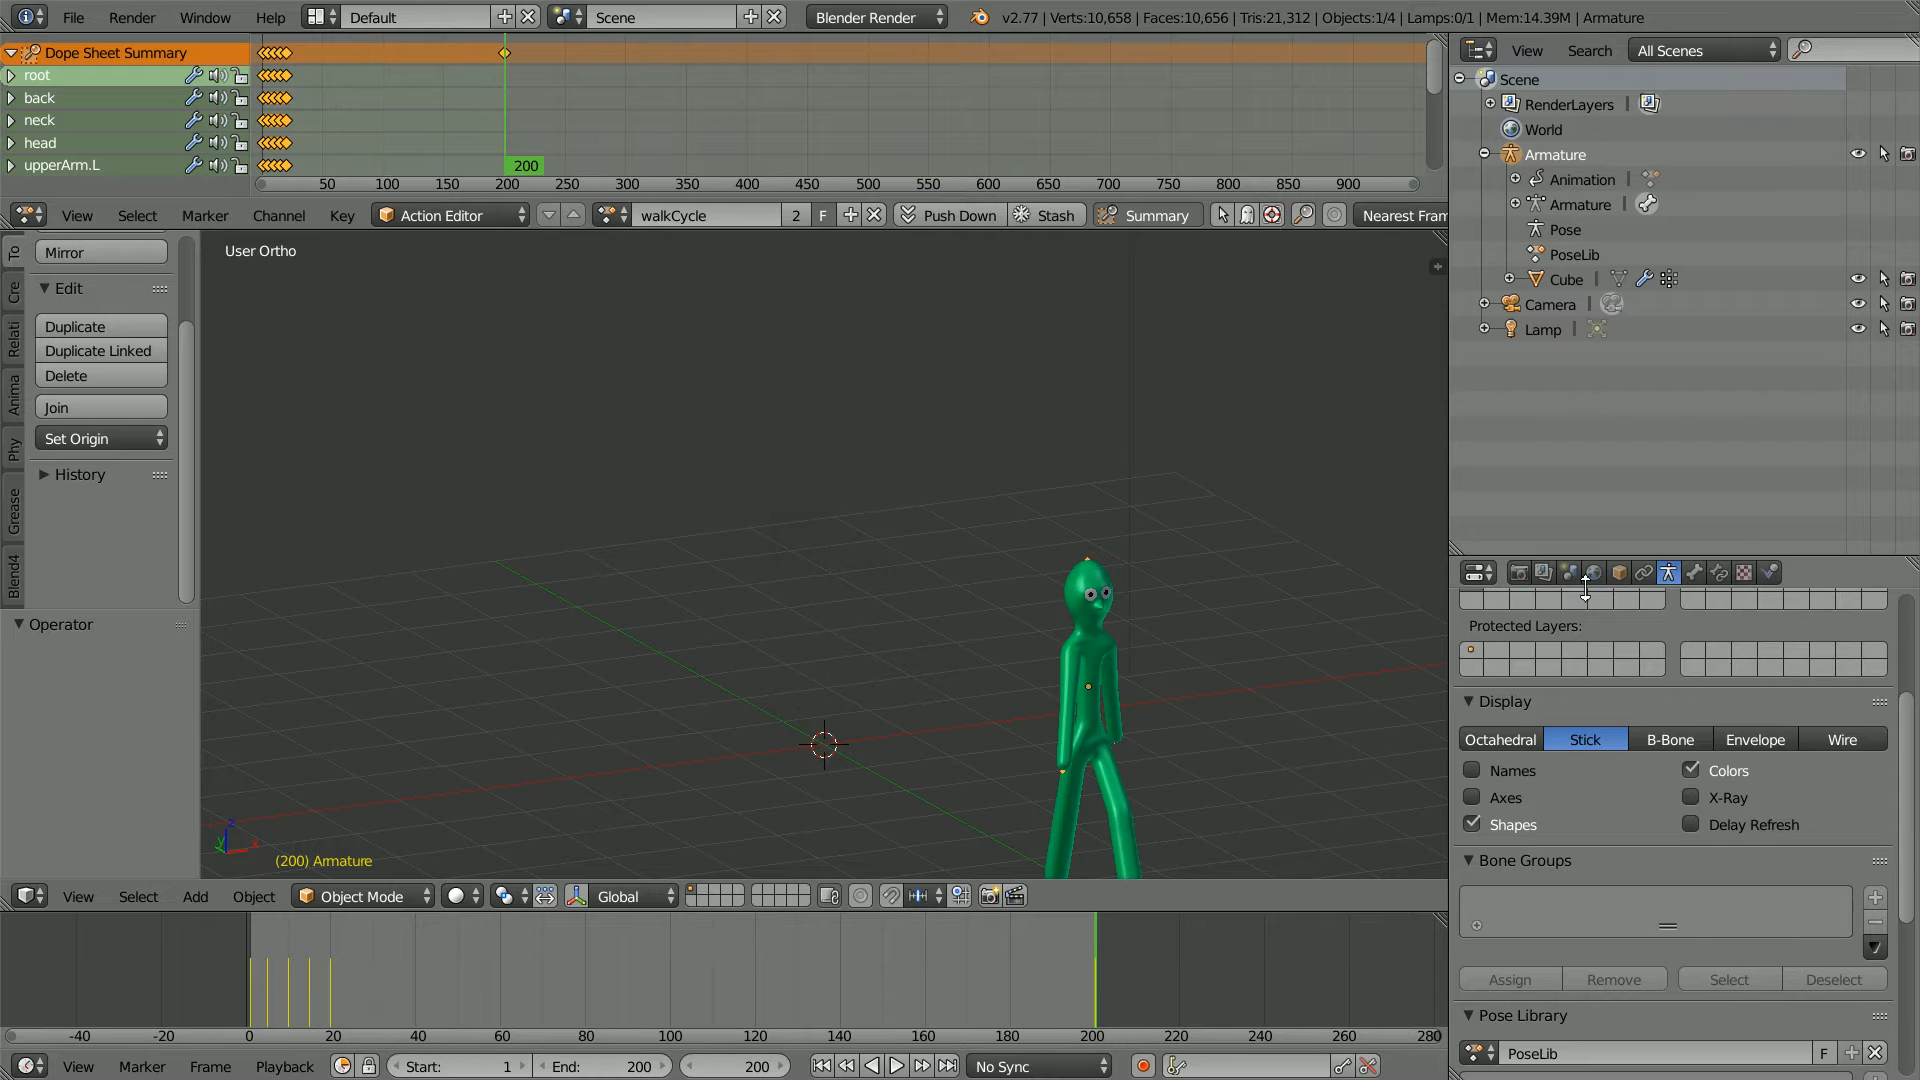 File Render Window Help Default Scene Blender Render v2.77 | Verts:10,658 | Faces:10,656 | Tris:21,312 | Objects:1/4 | Lamps:0/1 | Mem:14.39M | Armature
Dope Sheet Summary
root
back
neck
head
upperArm.L
200
50 100 150 200 250 300 350 400 450 500 550 600 650 700 750 800 850 900
View Select Marker Channel Key Action Editor walkCycle 2 F Push Down Stash Summary Nearest Fram
View Search All Scenes
Scene
RenderLayers
World
Armature
Animation
Armature
Pose
PoseLib
Cube
Camera
Lamp
To
Cre
Relati
Anima
Phy
Grease
Blend4
Mirror
Edit
Duplicate
Duplicate Linked
Delete
Join
Set Origin
History
Operator
User Ortho
z
y
x
(200) Armature
View Select Add Object Object Mode Global
Protected Layers:
Display
Octahedral Stick B-Bone Envelope Wire
Names Colors
Axes X-Ray
Shapes Delay Refresh
Bone Groups
Assign Remove Select Deselect
Pose Library
PoseLib F
-40 -20 0 20 40 60 80 100 120 140 160 180 200 220 240 260 280
View Marker Frame Playback Start: 1 End: 200 200 No Sync